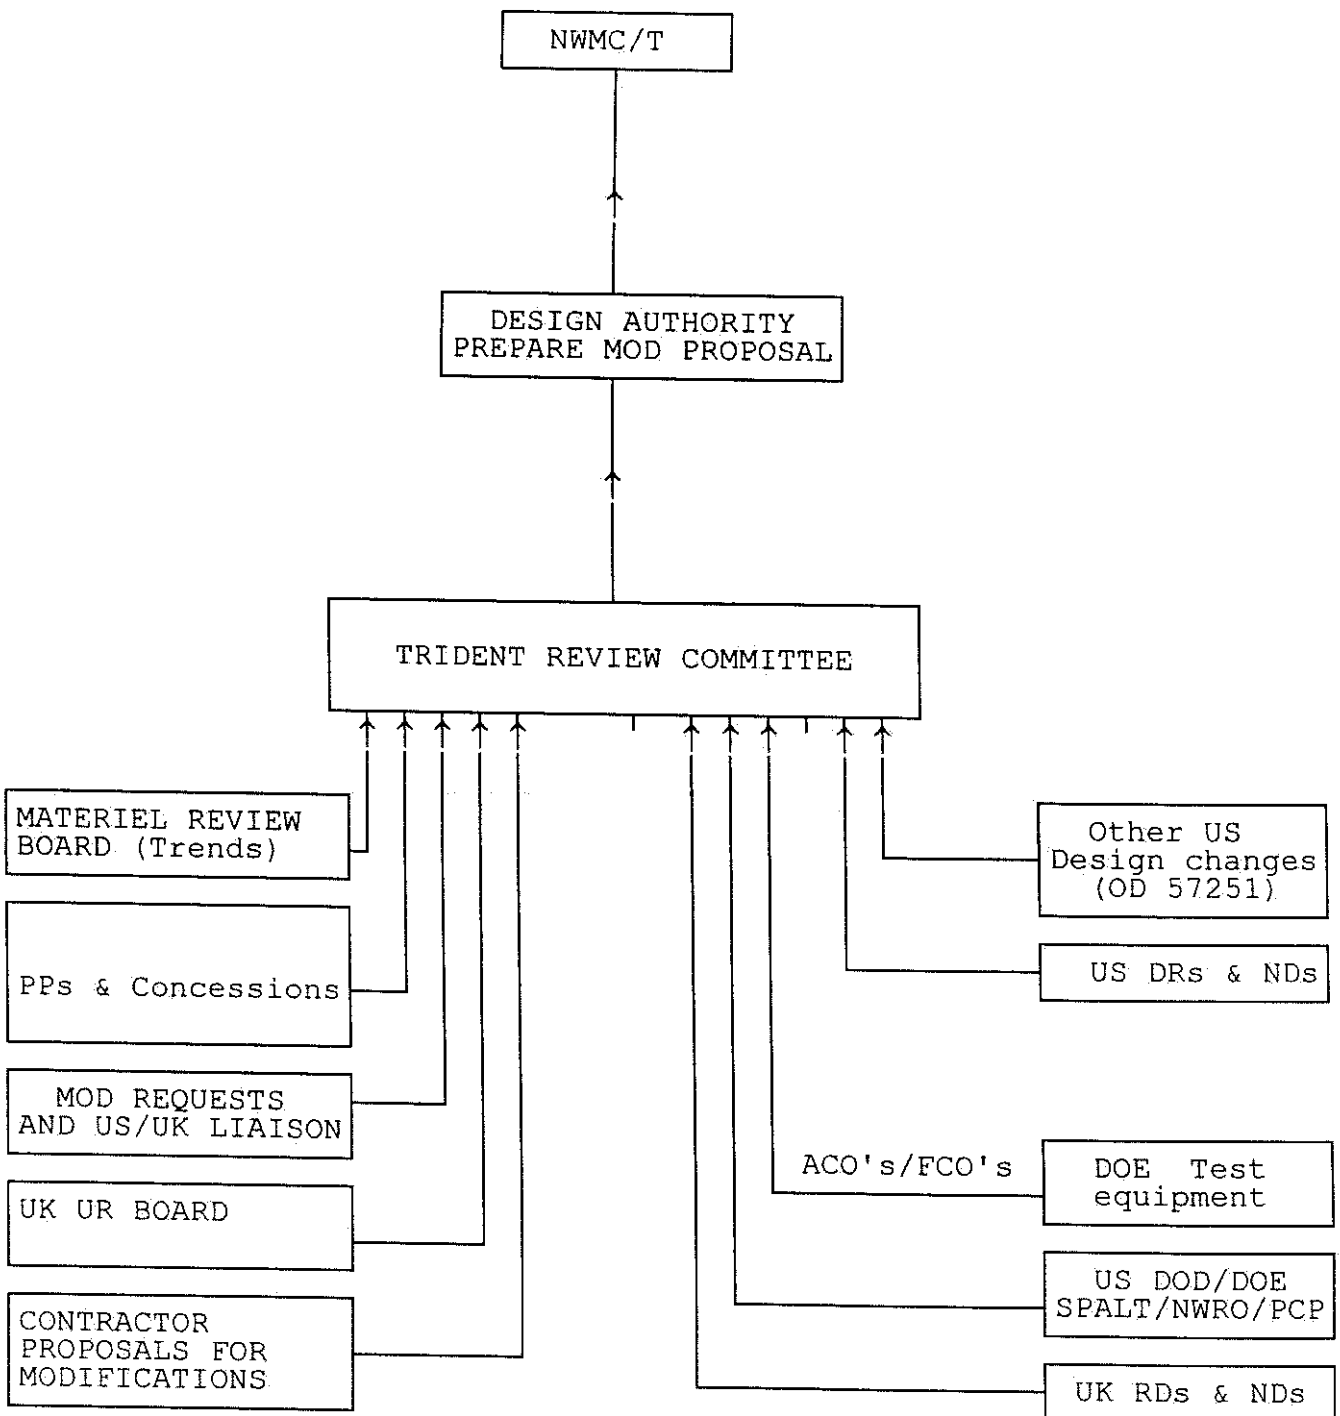 NWMC/T
DESIGN AUTHORITY
PREPARE MOD PROPOSAL
TRIDENT REVIEW COMMITTEE
MATERIEL REVIEW
BOARD (Trends)
PPs & Concessions
MOD REQUESTS
AND US/UK LIAISON
UK UR BOARD
CONTRACTOR
PROPOSALS FOR
MODIFICATIONS
Other US
Design changes
(OD 57251)
US DRs & NDs
ACO's/FCO's
DOE Test
equipment
US DOD/DOE
SPALT/NWRO/PCP
UK RDs & NDs